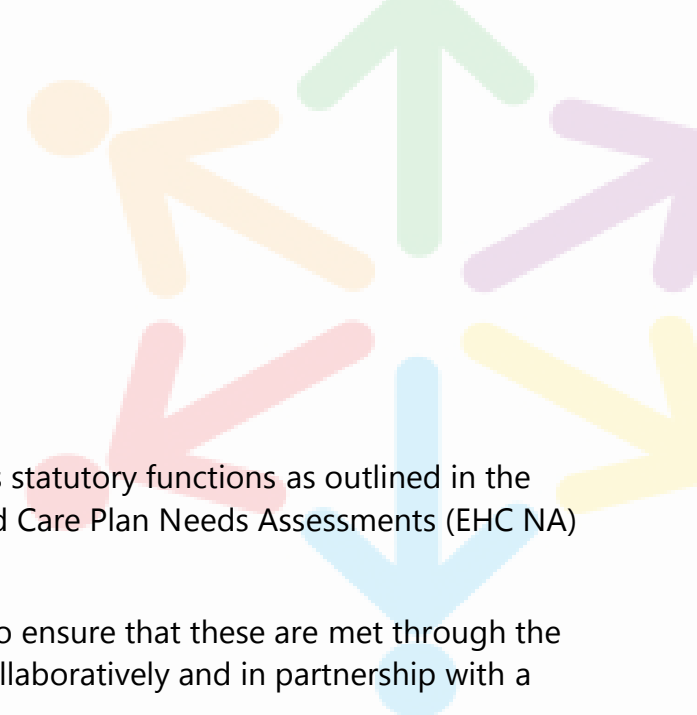 statutory functions as outlined in the
Care Plan Needs Assessments (EHC NA)
ensure that these are met through the
and in partnership with a